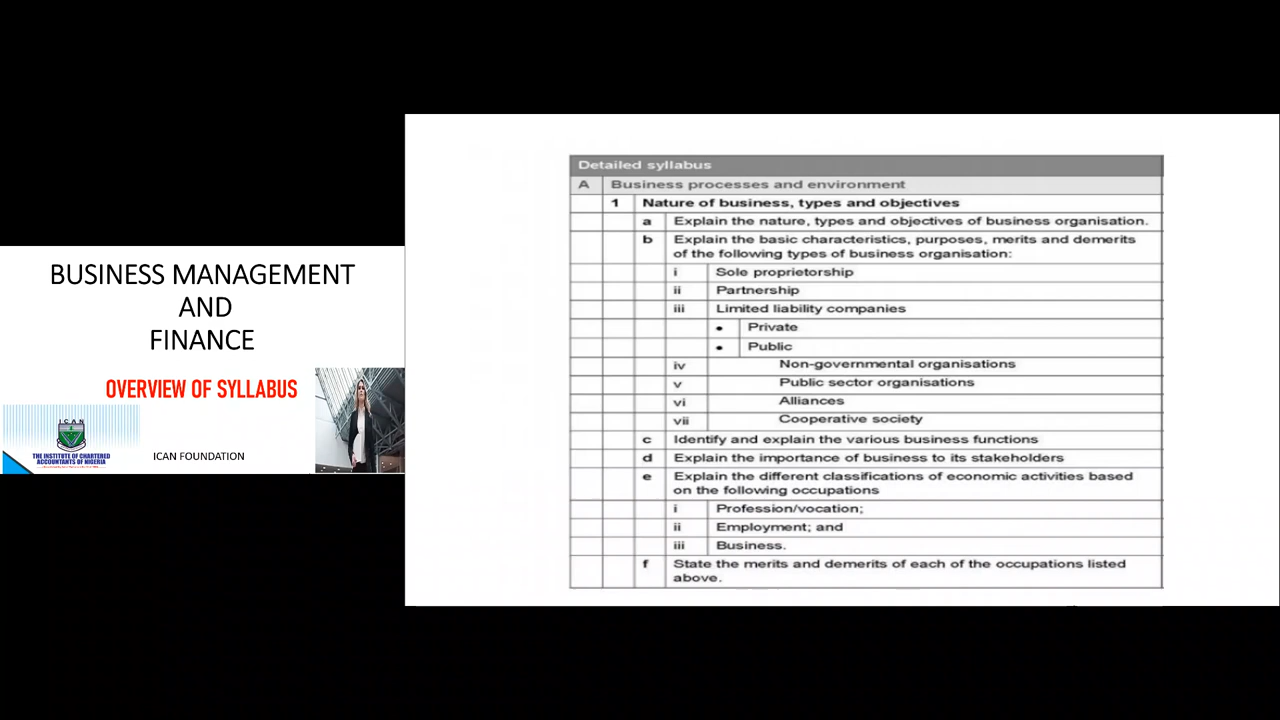 BUSINESS MANAGEMENT
AND
FINANCE
OVERVIEW OF SYLLABUS
ICAN
THE INSTITUTE OF CHARTERED
ACCOUNTANTS OF NIGERIA
ICAN FOUNDATION
Detailed syllabus
A Business processes and environment
1 Nature of business, types and objectives
a Explain the nature, types and objectives of business organisation.
b Explain the basic characteristics, purposes, merits and demerits
of the following types of business organisation:
i Sole proprietorship
ii Partnership
iii Limited liability companies
• Private
• Public
iv Non-governmental organisations
v Public sector organisations
vi Alliances
vii Cooperative society
c Identify and explain the various business functions
d Explain the importance of business to its stakeholders
e Explain the different classifications of economic activities based
on the following occupations
i Profession/vocation;
ii Employment; and
iii Business.
f State the merits and demerits of each of the occupations listed
above.